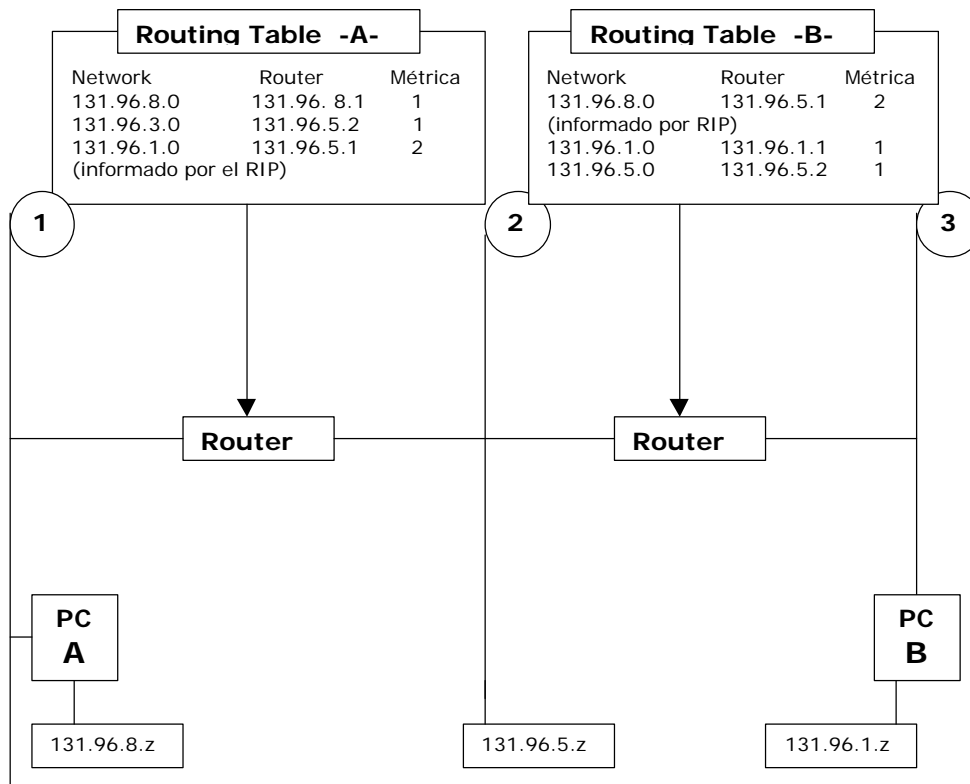 Routing Table -A-
Network Router Métrica
131.96.8.0 131.96. 8.1 1
131.96.3.0 131.96.5.2 1
131.96.1.0 131.96.5.1 2
(informado por el RIP)
Routing Table -B-
Network Router Métrica
131.96.8.0 131.96.5.1 2
(informado por RIP)
131.96.1.0 131.96.1.1 1
131.96.5.0 131.96.5.2 1
1
2
3
Router
Router
PC
A
PC
B
131.96.8.z
131.96.5.z
131.96.1.z